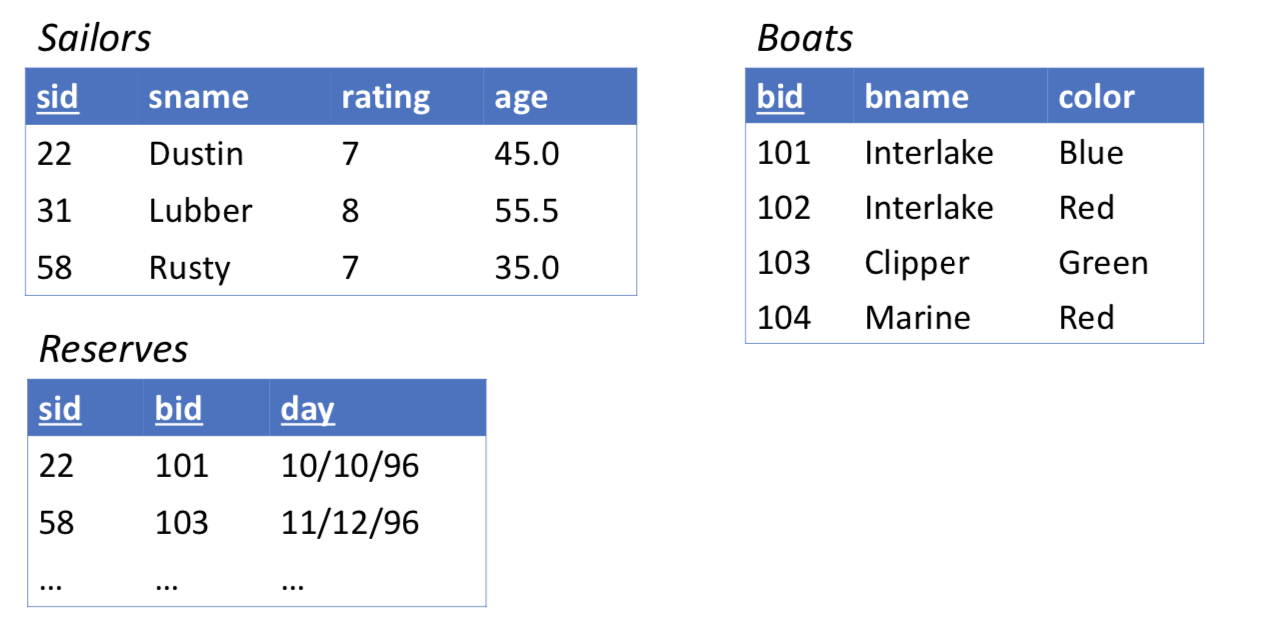 Sailors
sid sname rating age
22 Dustin 7 45.0
31 Lubber 8 55.5
58 Rusty 7 35.0
Reserves
sid bid day
22 101 10/10/96
58 103 11/12/96
... ... ...
Boats
bid bname color
101 Interlake Blue
102 Interlake Red
103 Clipper Green
104 Marine Red